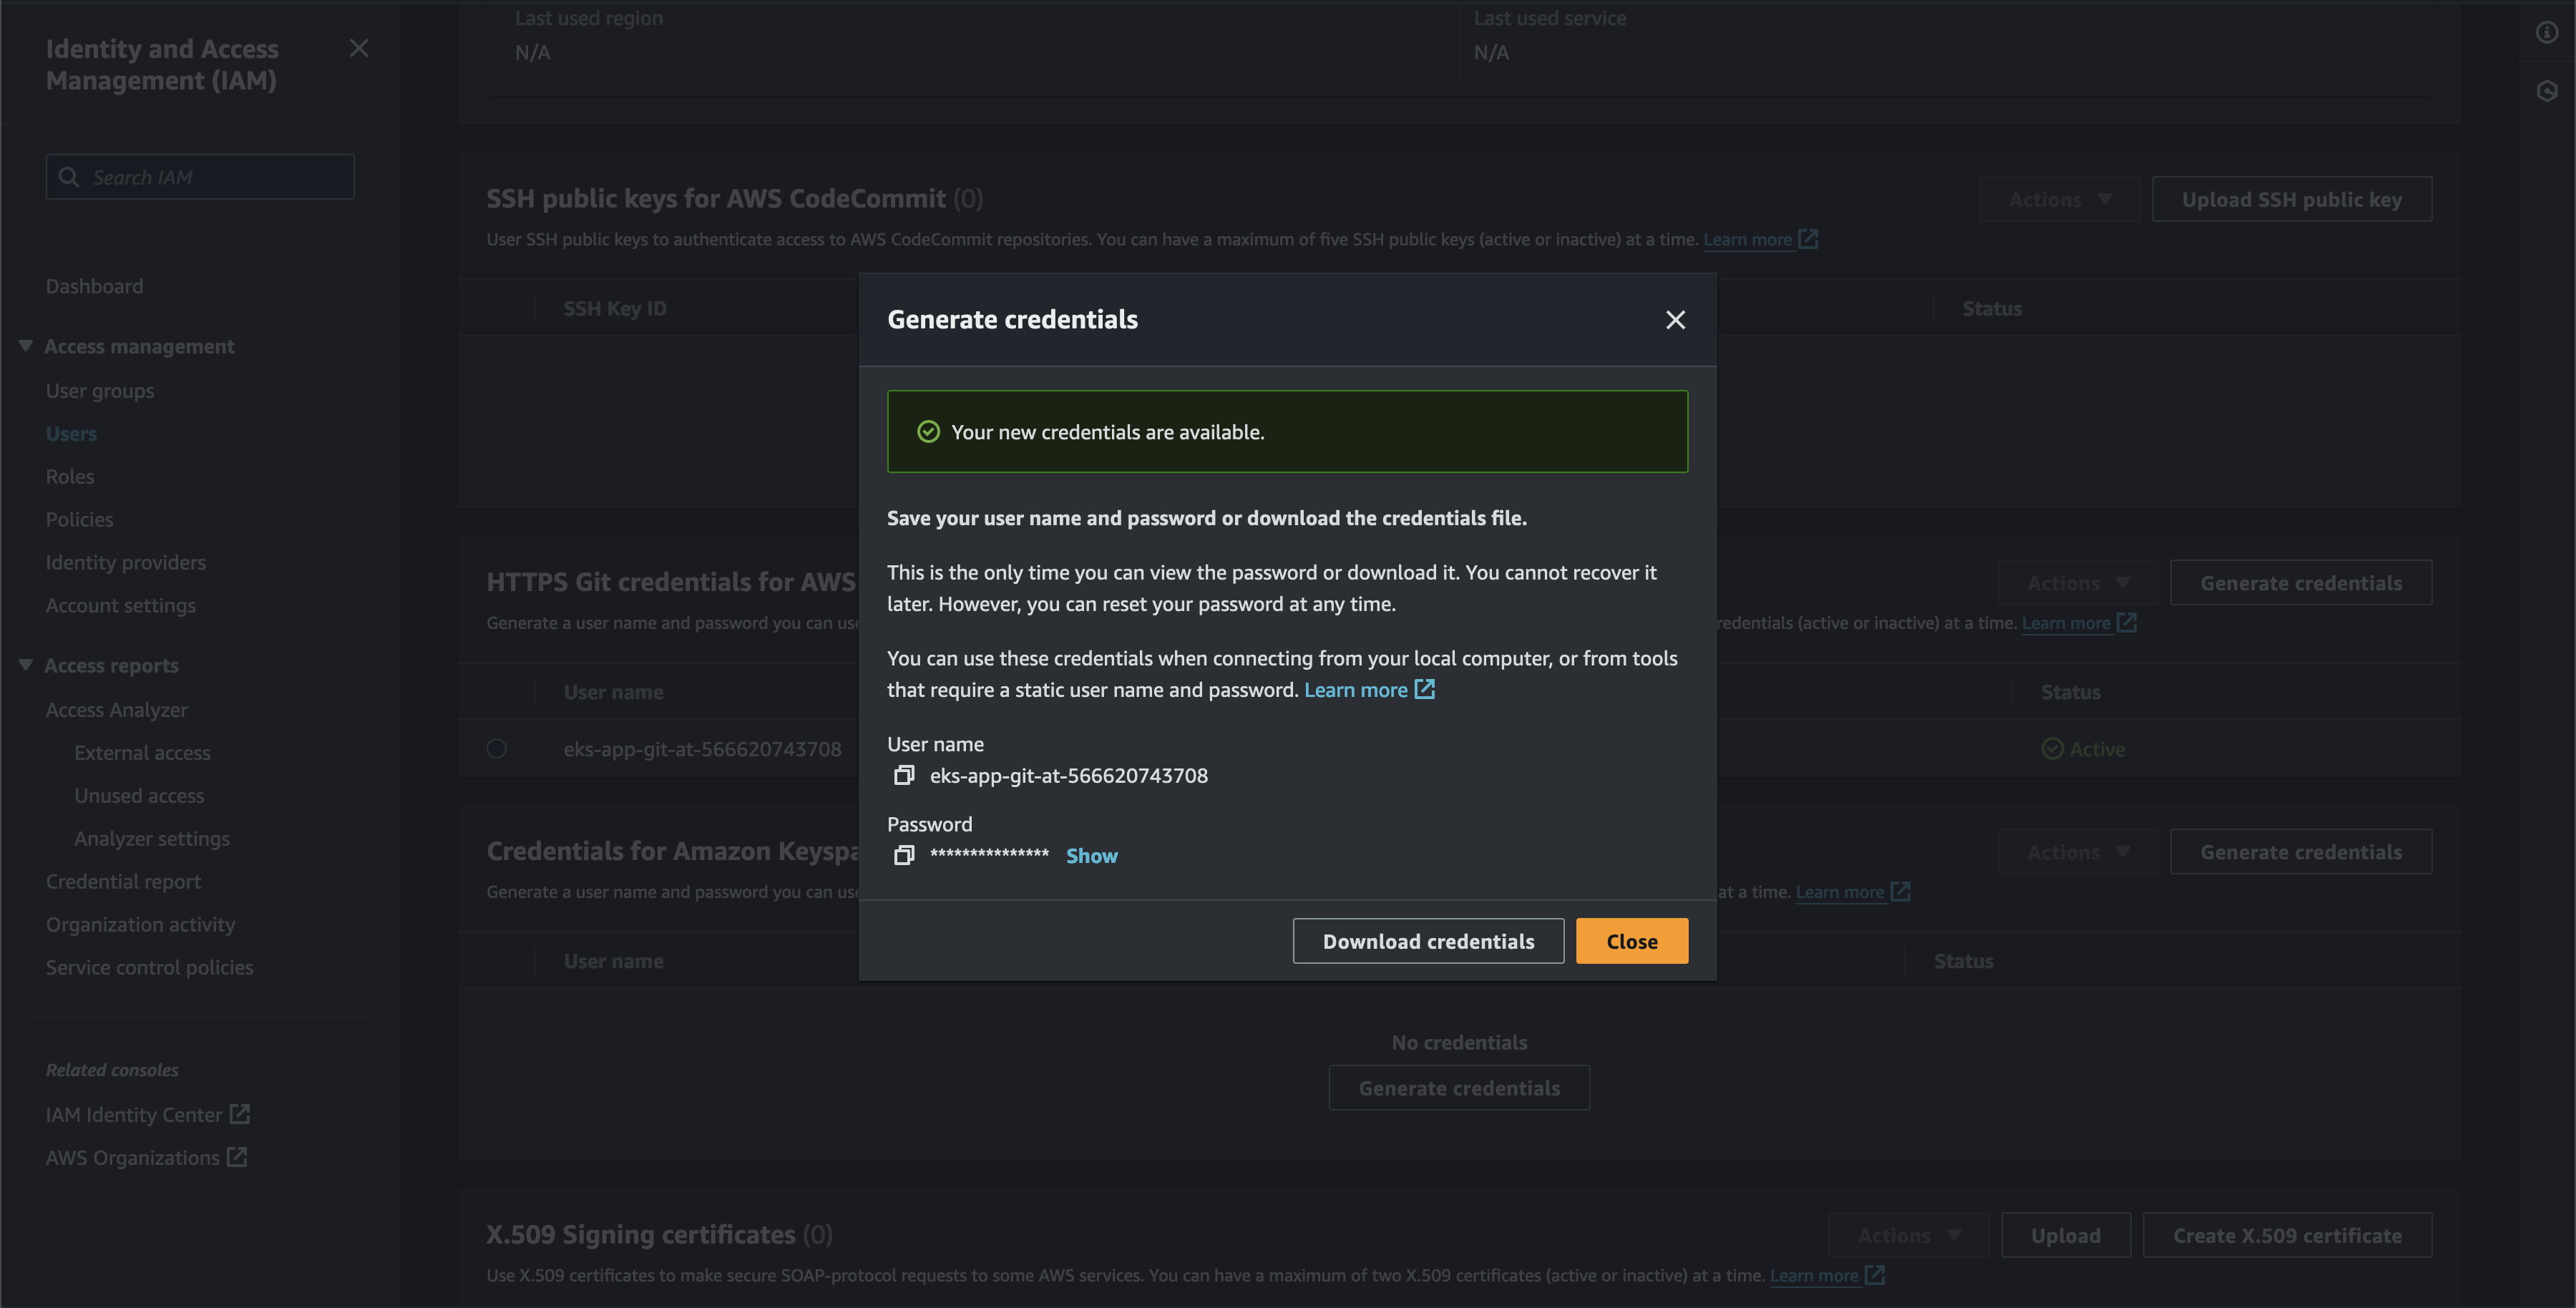 Identity and Access
Management (IAM)
Search IAM
Dashboard
Access management
User groups
Users
Roles
Policies
Identity providers
Account settings
Access reports
Access Analyzer
External access
Unused access
Analyzer settings
Credential report
Organization activity
Service control policies
Related consoles
IAM Identity Center
AWS Organizations
Last used region
N/A
Last used service
N/A
SSH public keys for AWS CodeCommit (0)
Actions
Upload SSH public key
User SSH public keys to authenticate access to AWS CodeCommit repositories. You can have a maximum of five SSH public keys (active or inactive) at a time. Learn more
SSH Key ID
Status
HTTPS Git credentials for AWS
Actions
Generate credentials
Generate a user name and password you can
(active or inactive) at a time. Learn more
User name
Status
eks-app-git-at-566620743708
Active
Credentials for Amazon
Actions
Generate credentials
Generate a user name and password you can
at a time. Learn more
User name
Status
No credentials
Generate credentials
X.509 Signing certificates (0)
Actions
Upload
Create X.509 certificate
Use X.509 certificates to make secure SOAP-protocol requests to some AWS services. You can have a maximum of two X.509 certificates (active or inactive) at a time. Learn more
Generate credentials
Your new credentials are available.
Save your user name and password or download the credentials file.
This is the only time you can view the password or download it. You cannot recover it
later. However, you can reset your password at any time.
You can use these credentials when connecting from your local computer, or from tools
that require a static user name and password. Learn more
User name
eks-app-git-at-566620743708
Password
*************** Show
Download credentials
Close